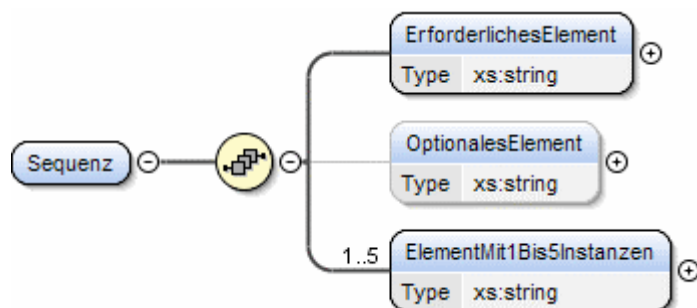 ErforderlichesElement
Type xs:string
Sequenz
OptionalesElement
Type xs:string
1..5 ElementMit1Bis5Instanzen
Type xs:string